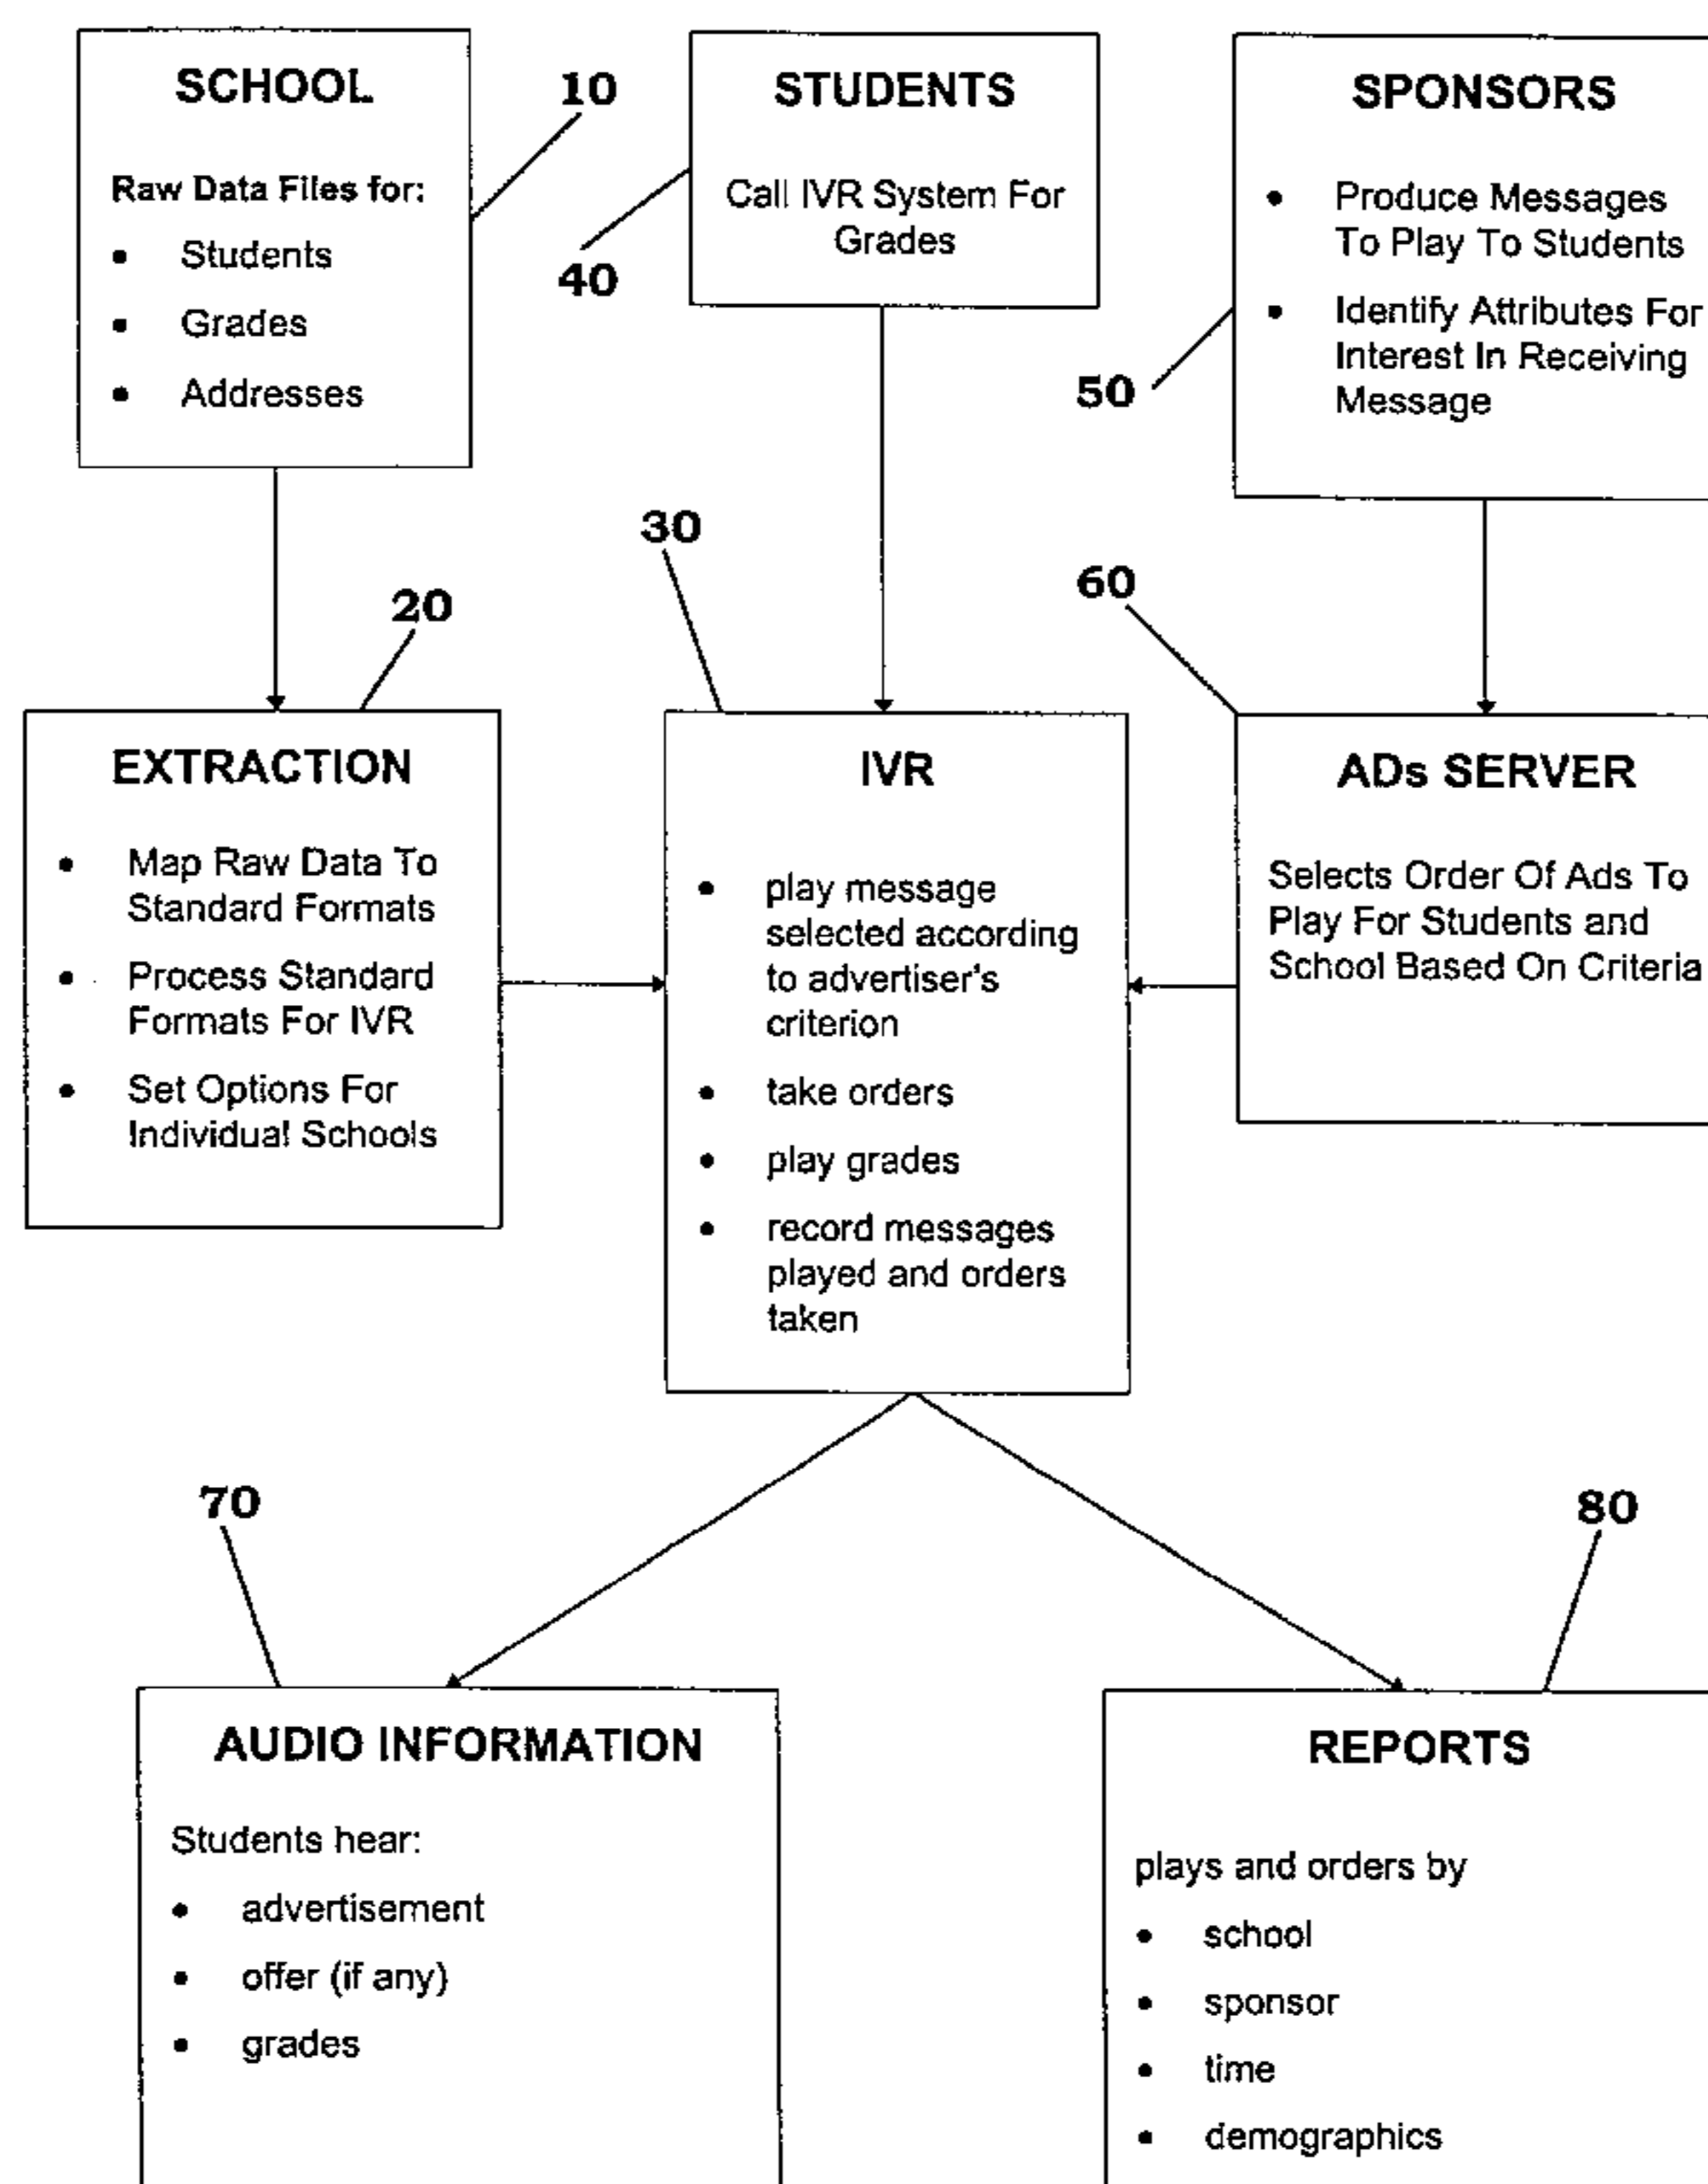 SCHOOL
Raw Data Files for:
• Students
• Grades
• Addresses
10
STUDENTS
Call IVR System For
Grades
40
SPONSORS
• Produce Messages
To Play To Students
• Identify Attributes For
Interest In Receiving
Message
50
20
EXTRACTION
• Map Raw Data To
Standard Formats
• Process Standard
Formats For IVR
• Set Options For
Individual Schools
30
IVR
• play message
selected according
to advertiser's
criterion
• take orders
• play grades
• record messages
played and orders
taken
60
ADs SERVER
Selects Order Of Ads To
Play For Students and
School Based On Criteria
70
AUDIO INFORMATION
Students hear:
• advertisement
• offer (if any)
• grades
80
REPORTS
plays and orders by
• school
• sponsor
• time
• demographics